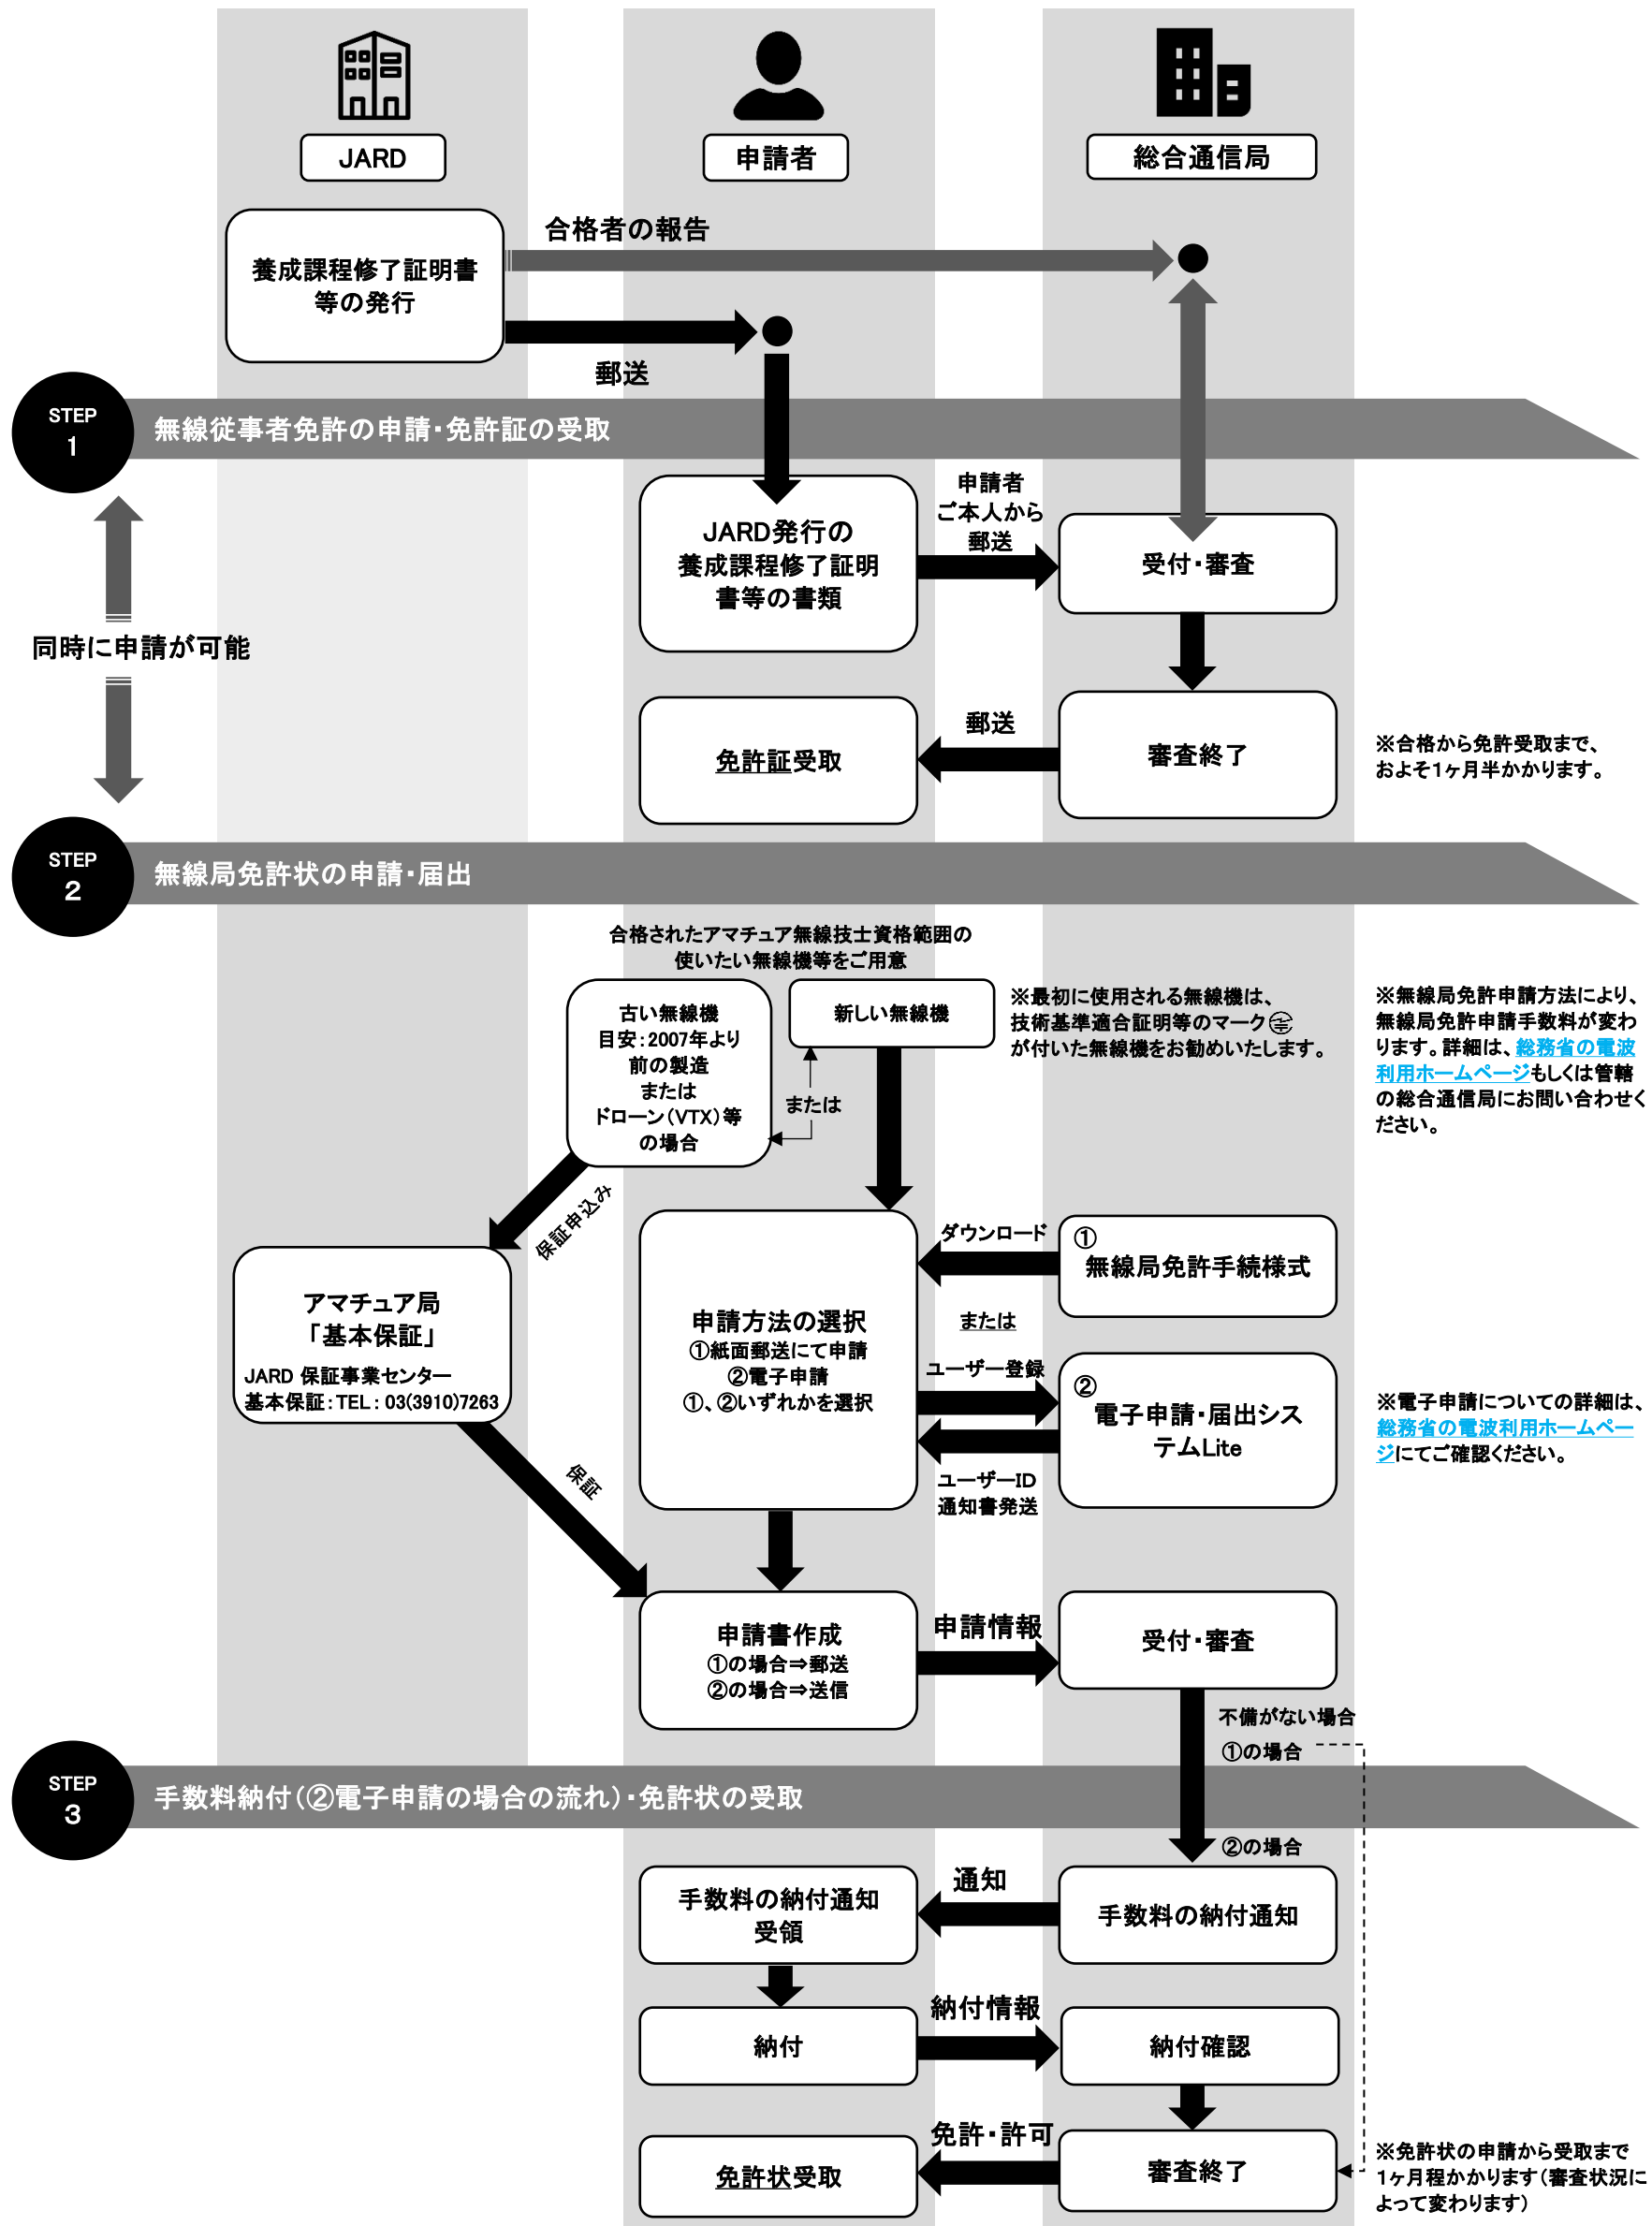 JARD
申請者
総合通信局
合格者の報告
養成課程修了証明書
等の発行
郵送
STEP
1
無線従事者免許の申請・免許証の受取
申請者
ご本人から
郵送
JARD発行の
養成課程修了証明
書等の書類
受付・審査
同時に申請が可能
郵送
免許証受取
審査終了
※合格から免許受取まで、
およそ1ヶ月半かかります。
STEP
2
無線局免許状の申請・届出
合格されたアマチュア無線技士資格範囲の
使いたい無線機等をご用意
古い無線機
目安：2007年より
前の製造
または
ドローン（VTX）等
の場合
新しい無線機
または
※最初に使用される無線機は、
技術基準適合証明等のマーク
が付いた無線機をお勧めいたします。
※無線局免許申請方法により、
無線局免許申請手数料が変わ
ります。詳細は、総務省の電波
利用ホームページもしくは管轄
の総合通信局にお問い合わせく
ださい。
保証申込み
アマチュア局
「基本保証」
JARD 保証事業センター
基本保証：TEL： 03(3910)7263
申請方法の選択
①紙面郵送にて申請
②電子申請
①、②いずれかを選択
ダウンロード
①
無線局免許手続様式
または
ユーザー登録
②
電子申請・届出シス
テムLite
ユーザーID
通知書発送
※電子申請についての詳細は、
総務省の電波利用ホームペー
ジにてご確認ください。
保証
申請書作成
①の場合⇒郵送
②の場合⇒送信
申請情報
受付・審査
不備がない場合
①の場合
STEP
3
手数料納付（②電子申請の場合の流れ）・免許状の受取
②の場合
手数料の納付通知
受領
通知
手数料の納付通知
納付
納付情報
納付確認
免許・許可
免許状受取
審査終了
※免許状の申請から受取まで
1ヶ月程かかります（審査状況に
よって変わります）